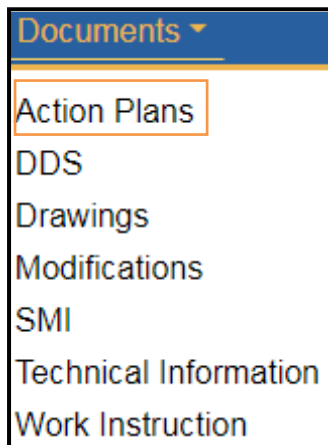 Documents
Action Plans
DDS
Drawings
Modifications
SMI
Technical Information
Work Instruction